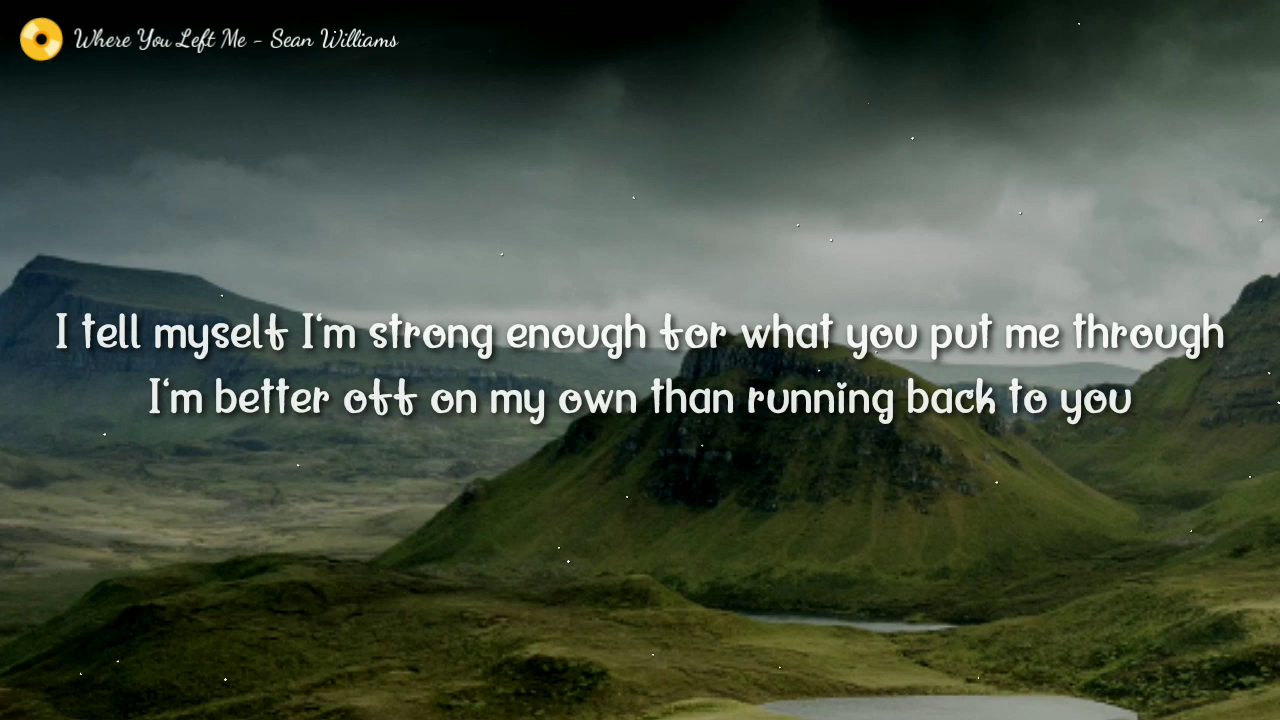 Where You Left Me - Sean Williams
I tell myself I'm strong enough for what you put me through
I'm better off on my own than running back to you